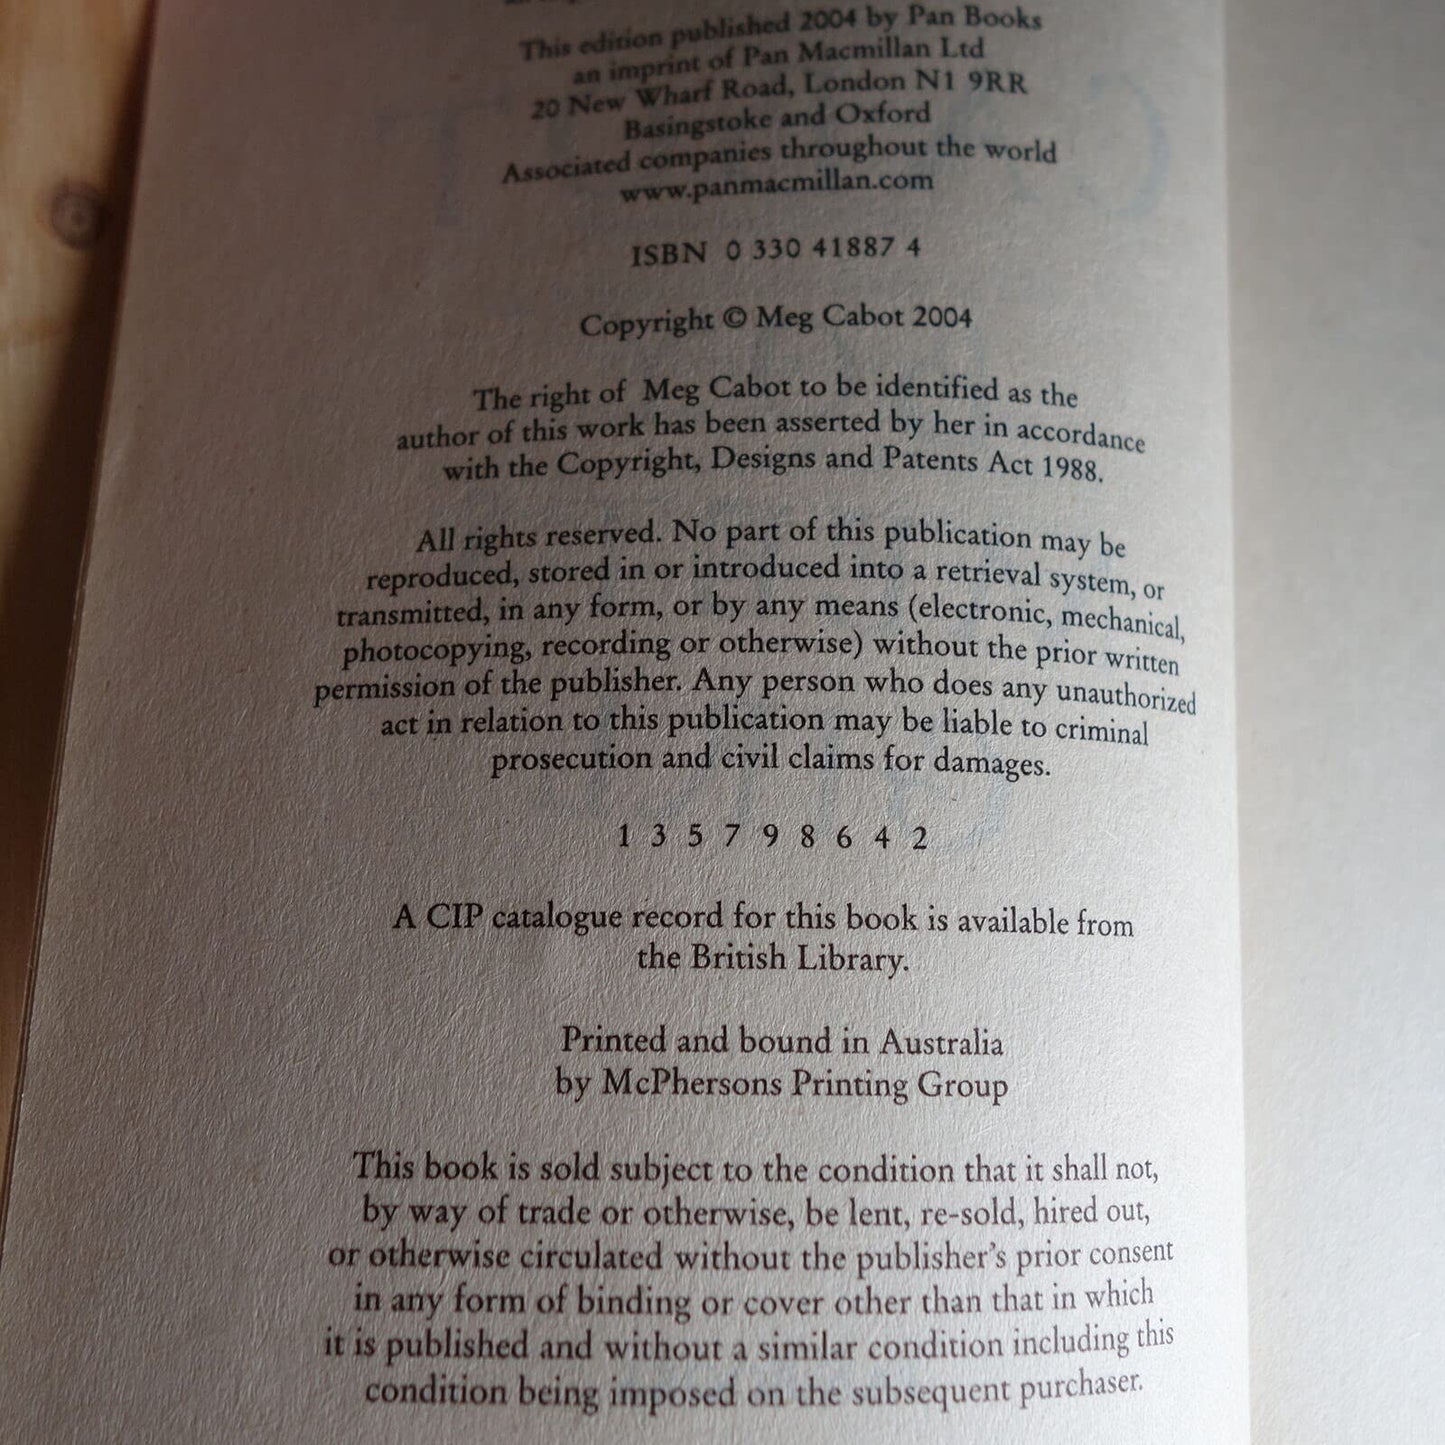 This edition published 2004 by Pan Books
an imprint of Pan Macmillan Ltd
20 New Wharf Road, London N1 9RR
Basingstoke and Oxford
Associated companies throughout the world
www.panmacmillan.com
ISBN 0 330 41887 4
Copyright © Meg Cabot 2004
The right of Meg Cabot to be identified as the
author of this work has been asserted by her in accordance
with the Copyright, Designs and Patents Act 1988.
All rights reserved. No part of this publication may be
reproduced, stored in or introduced into a retrieval system, or
transmitted, in any form, or by any means (electronic, mechanical,
photocopying, recording or otherwise) without the prior written
permission of the publisher. Any person who does any unauthorized
act in relation to this publication may be liable to criminal
prosecution and civil claims for damages.
1 3 5 7 9 8 6 4 2
A CIP catalogue record for this book is available from
the British Library.
Printed and bound in Australia
by McPhersons Printing Group
This book is sold subject to the condition that it shall not,
by way of trade or otherwise, be lent, re-sold, hired out,
or otherwise circulated without the publisher's prior consent
in any form of binding or cover other than that in which
it is published and without a similar condition including this
condition being imposed on the subsequent purchaser.